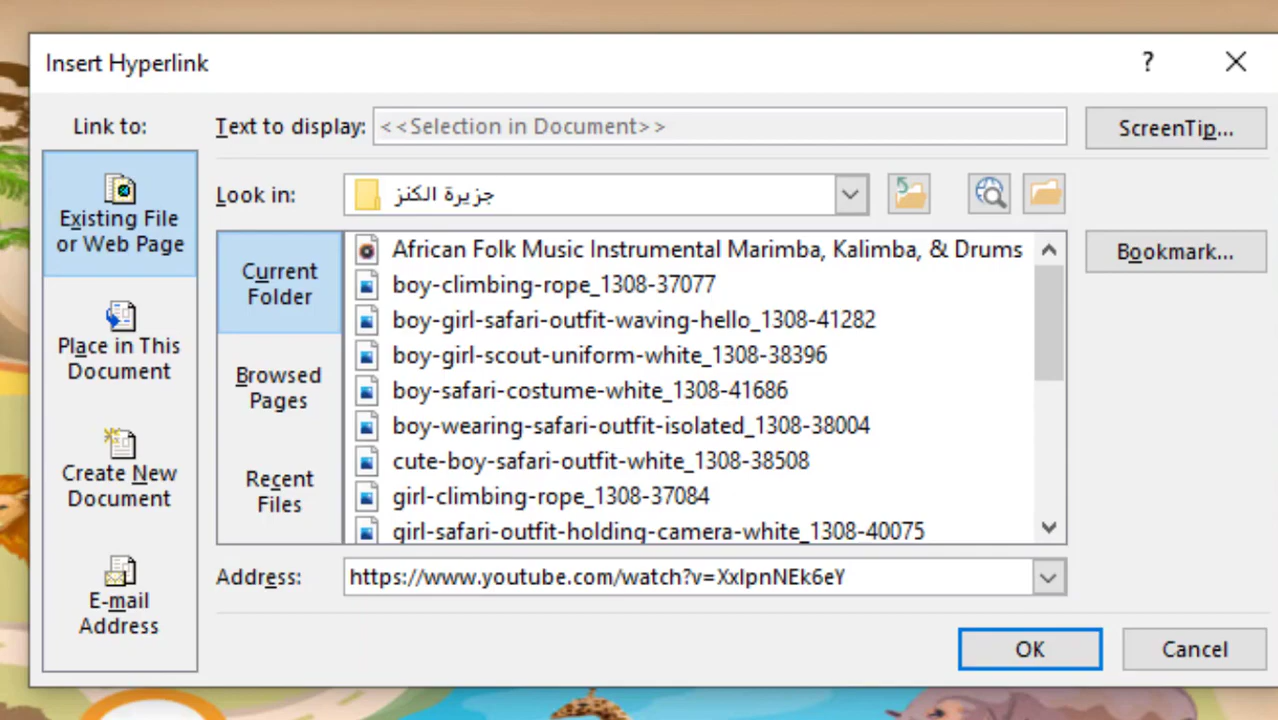 Insert Hyperlink
?
Link to:
Text to display:
<<Selection in Document>>
ScreenTip...
Existing File
or Web Page
Place in This
Document
Create New
Document
E-mail
Address
Look in:
جزيرة الكنز
Current
Folder
Browsed
Pages
Recent
Files
African Folk Music Instrumental Marimba, Kalimba, & Drums
boy-climbing-rope_1308-37077
boy-girl-safari-outfit-waving-hello_1308-41282
boy-girl-scout-uniform-white_1308-38396
boy-safari-costume-white_1308-41686
boy-wearing-safari-outfit-isolated_1308-38004
cute-boy-safari-outfit-white_1308-38508
girl-climbing-rope_1308-37084
girl-safari-outfit-holding-camera-white_1308-40075
Bookmark...
Address:
https://www.youtube.com/watch?v=XxIpnNEk6eY
OK
Cancel